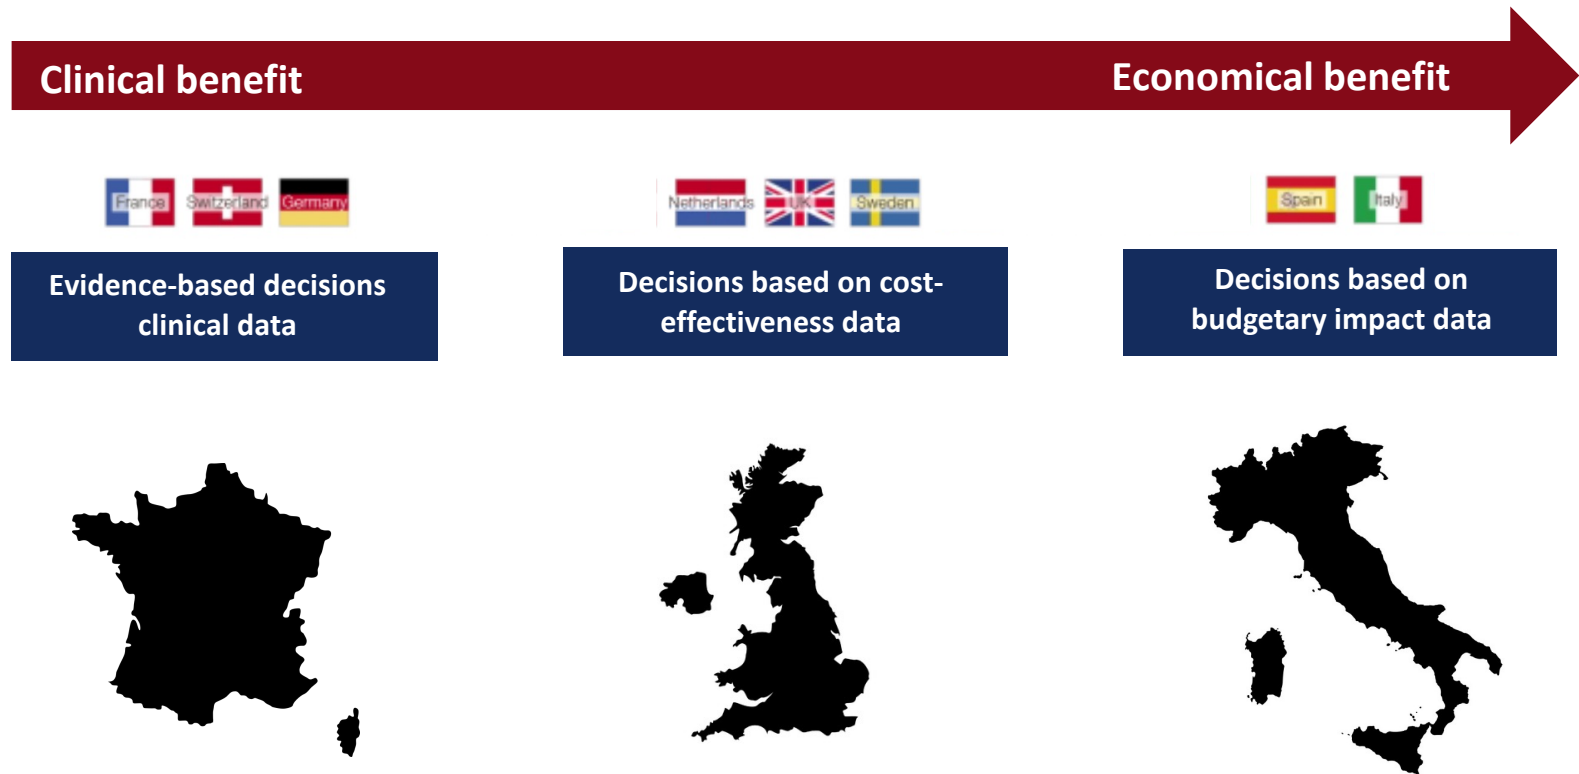 Clinical benefit
Economical benefit
France
Switzerland
Germany
Netherlands
UK
Sweden
Spain
Italy
Evidence-based decisions
clinical data
Decisions based on cost-
effectiveness data
Decisions based on
budgetary impact data